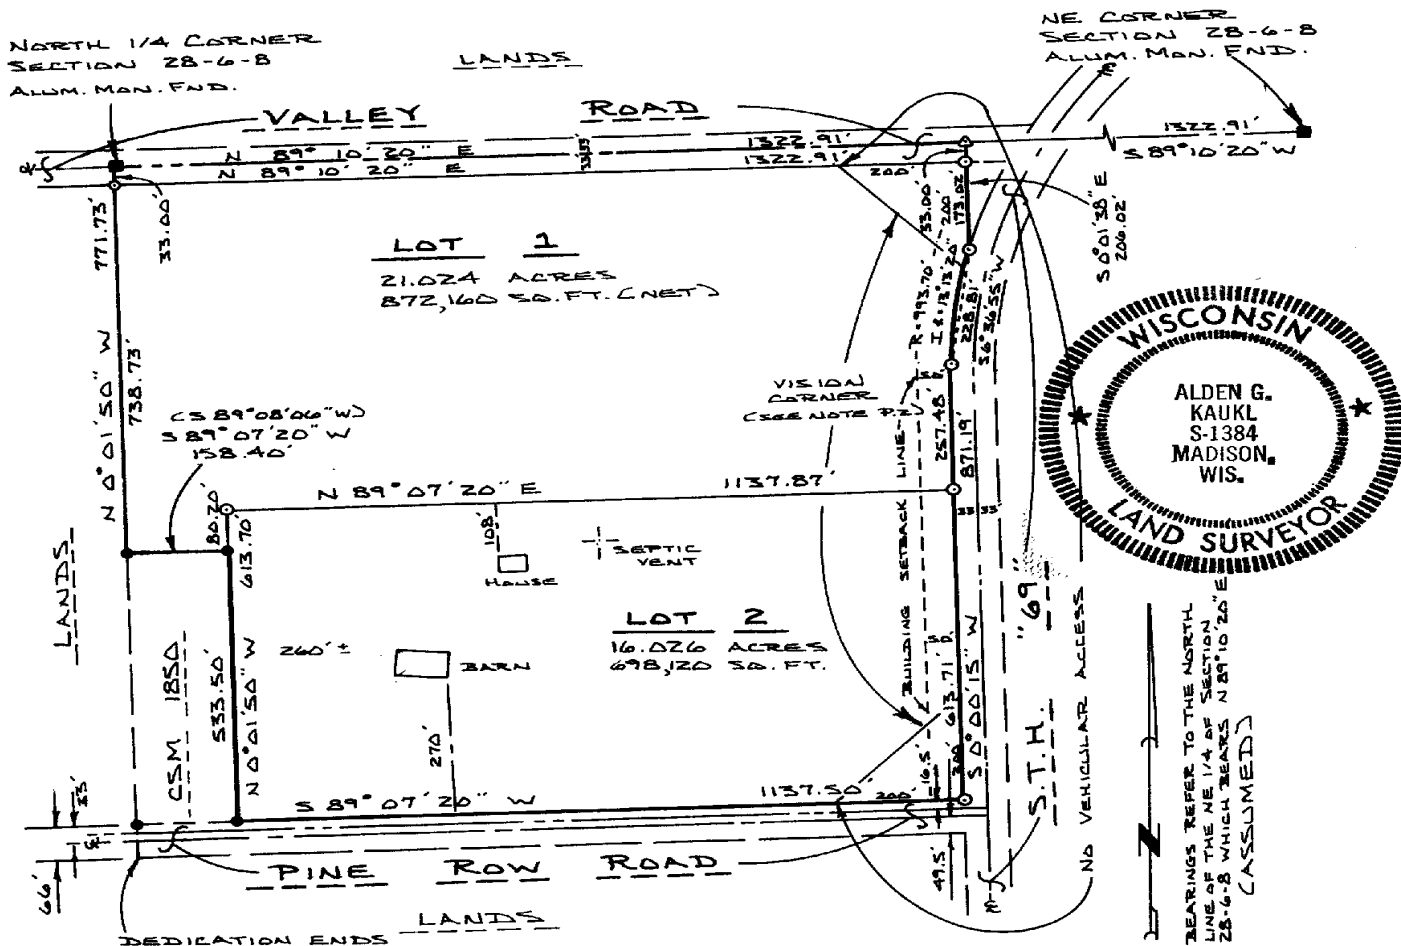 NORTH 1/4 CORNER
SECTION 28-6-8
ALUM. MON. FND.
LANDS
NE CORNER
SECTION 28-6-8
ALUM. MON. FND.
VALLEY ROAD
1322.91'
S 89°10'20" W
N 89° 10' 20" E 1322.91'
N 89° 10' 20" E 1322.91'
33.00'
200'
33.00'
200'
173.02'
S 0°01'38" E
206.02'
771.73'
738.73'
N 0°01'50" W
LOT 1
21.024 ACRES
872,160 SQ. FT. (NET)
R=993.70'
I.≮=13°13'20"
228.81'
S 6°36'55" W
VISION
CORNER
(SEE NOTE P.2)
(S 89°08'06" W)
S 89°07'20" W
158.40'
257.48'
871.19'
WISCONSIN
ALDEN G.
KAUKL
S-1384
MADISON,
WIS.
LAND SURVEYOR
N 89°07'20" E 1137.87'
80.20'
613.70'
108'
HOUSE
SEPTIC
VENT
33 33
BUILDING SETBACK LINE
LOT 2
16.026 ACRES
698,120 SQ. FT.
LANDS
CSM 1850
533.50'
N 0°01'50" W
260'±
BARN
270'
50'
613.71'
S 0°00'15" W
S.T.H. "69"
NO VEHICULAR ACCESS
BEARINGS REFER TO THE NORTH
LINE OF THE NE 1/4 OF SECTION
28-6-8 WHICH BEARS N 89°10'20" E
(ASSUMED)
N
S 89°07'20" W 1137.50'
200'
200'
16.5'
49.5'
33'
66'
PINE ROW ROAD
LANDS
DEDICATION ENDS